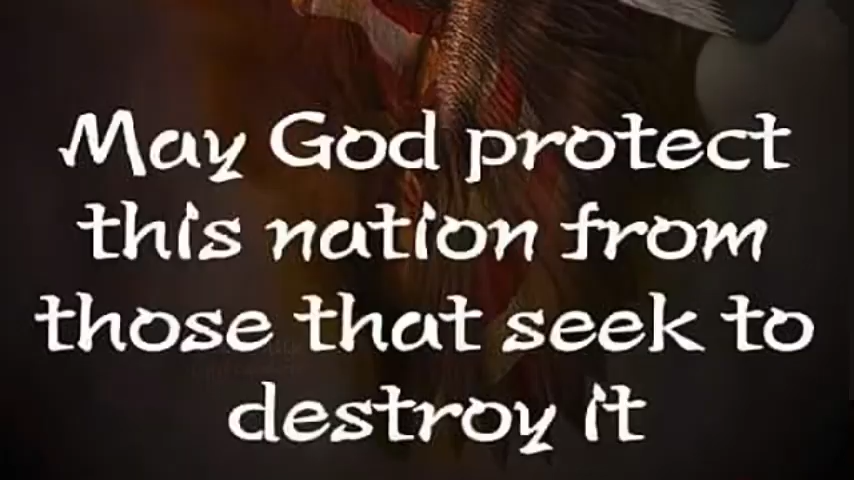 May God protect
this nation from
those that seek to
destroy it